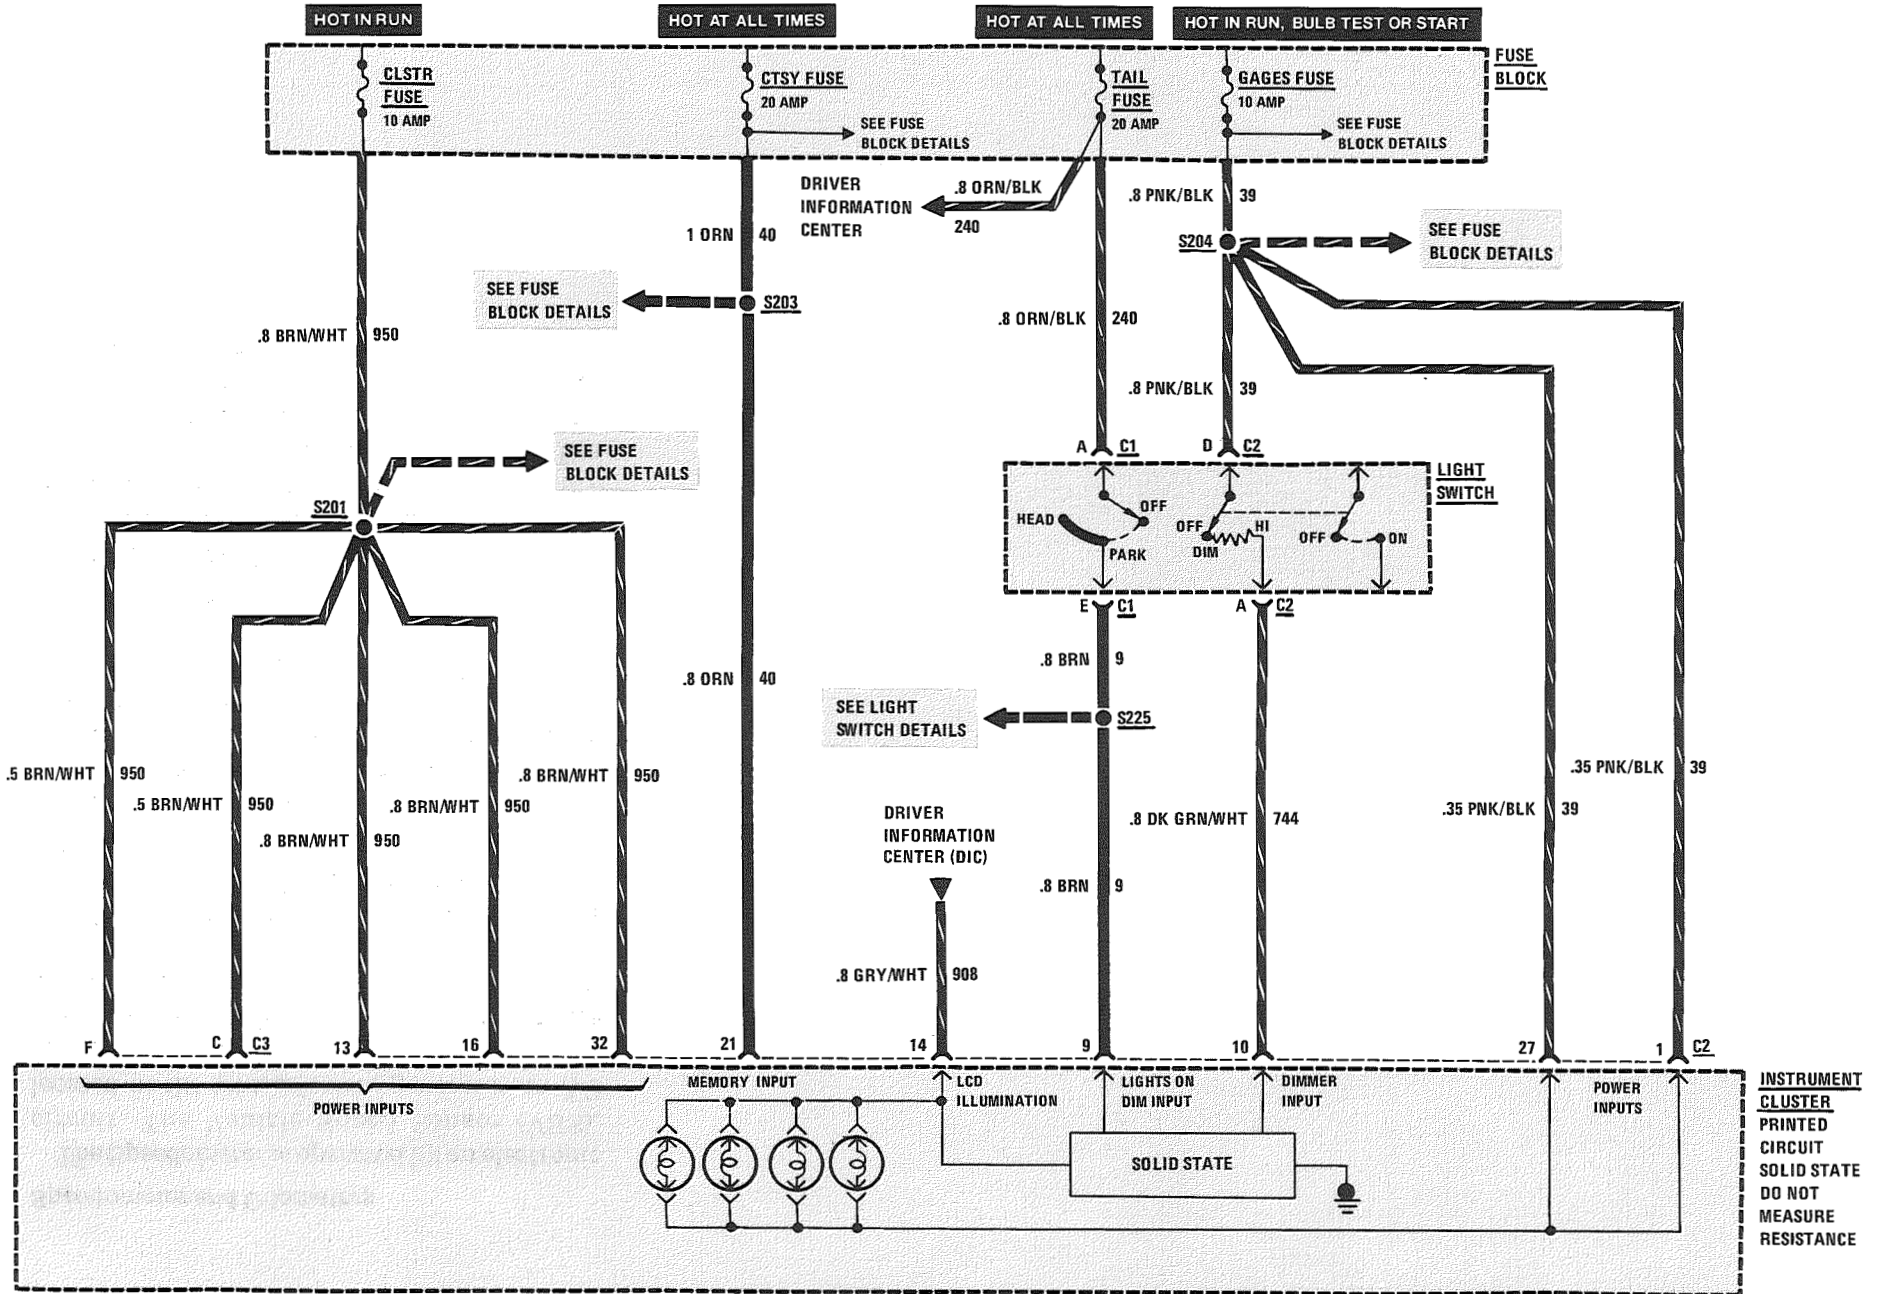 HOT IN RUN
HOT AT ALL TIMES
HOT AT ALL TIMES
HOT IN RUN, BULB TEST OR START
CLSTR
FUSE
10 AMP
CTSY FUSE
20 AMP
SEE FUSE
BLOCK DETAILS
TAIL
FUSE
20 AMP
GAGES FUSE
10 AMP
SEE FUSE
BLOCK DETAILS
FUSE
BLOCK
DRIVER
INFORMATION
CENTER
.8 ORN/BLK
240
.8 PNK/BLK 39
1 ORN 40
S204
SEE FUSE
BLOCK DETAILS
SEE FUSE
BLOCK DETAILS
S203
.8 BRN/WHT 950
.8 ORN/BLK 240
.8 PNK/BLK 39
SEE FUSE
BLOCK DETAILS
A C1
D C2
LIGHT
SWITCH
S201
HEAD
OFF
PARK
OFF
DIM
HI
OFF
ON
E C1
A C2
.8 BRN 9
.8 ORN 40
SEE LIGHT
SWITCH DETAILS
S225
.5 BRN/WHT 950
.5 BRN/WHT 950
.8 BRN/WHT 950
.8 BRN/WHT 950
.8 BRN/WHT 950
DRIVER
INFORMATION
CENTER (DIC)
.8 DK GRN/WHT 744
.35 PNK/BLK 39
.35 PNK/BLK 39
.8 BRN 9
.8 GRY/WHT 908
F
C C3
13
16
32
21
14
9
10
27
1 C2
POWER INPUTS
MEMORY INPUT
LCD
ILLUMINATION
LIGHTS ON
DIM INPUT
DIMMER
INPUT
POWER
INPUTS
SOLID STATE
INSTRUMENT
CLUSTER
PRINTED
CIRCUIT
SOLID STATE
DO NOT
MEASURE
RESISTANCE